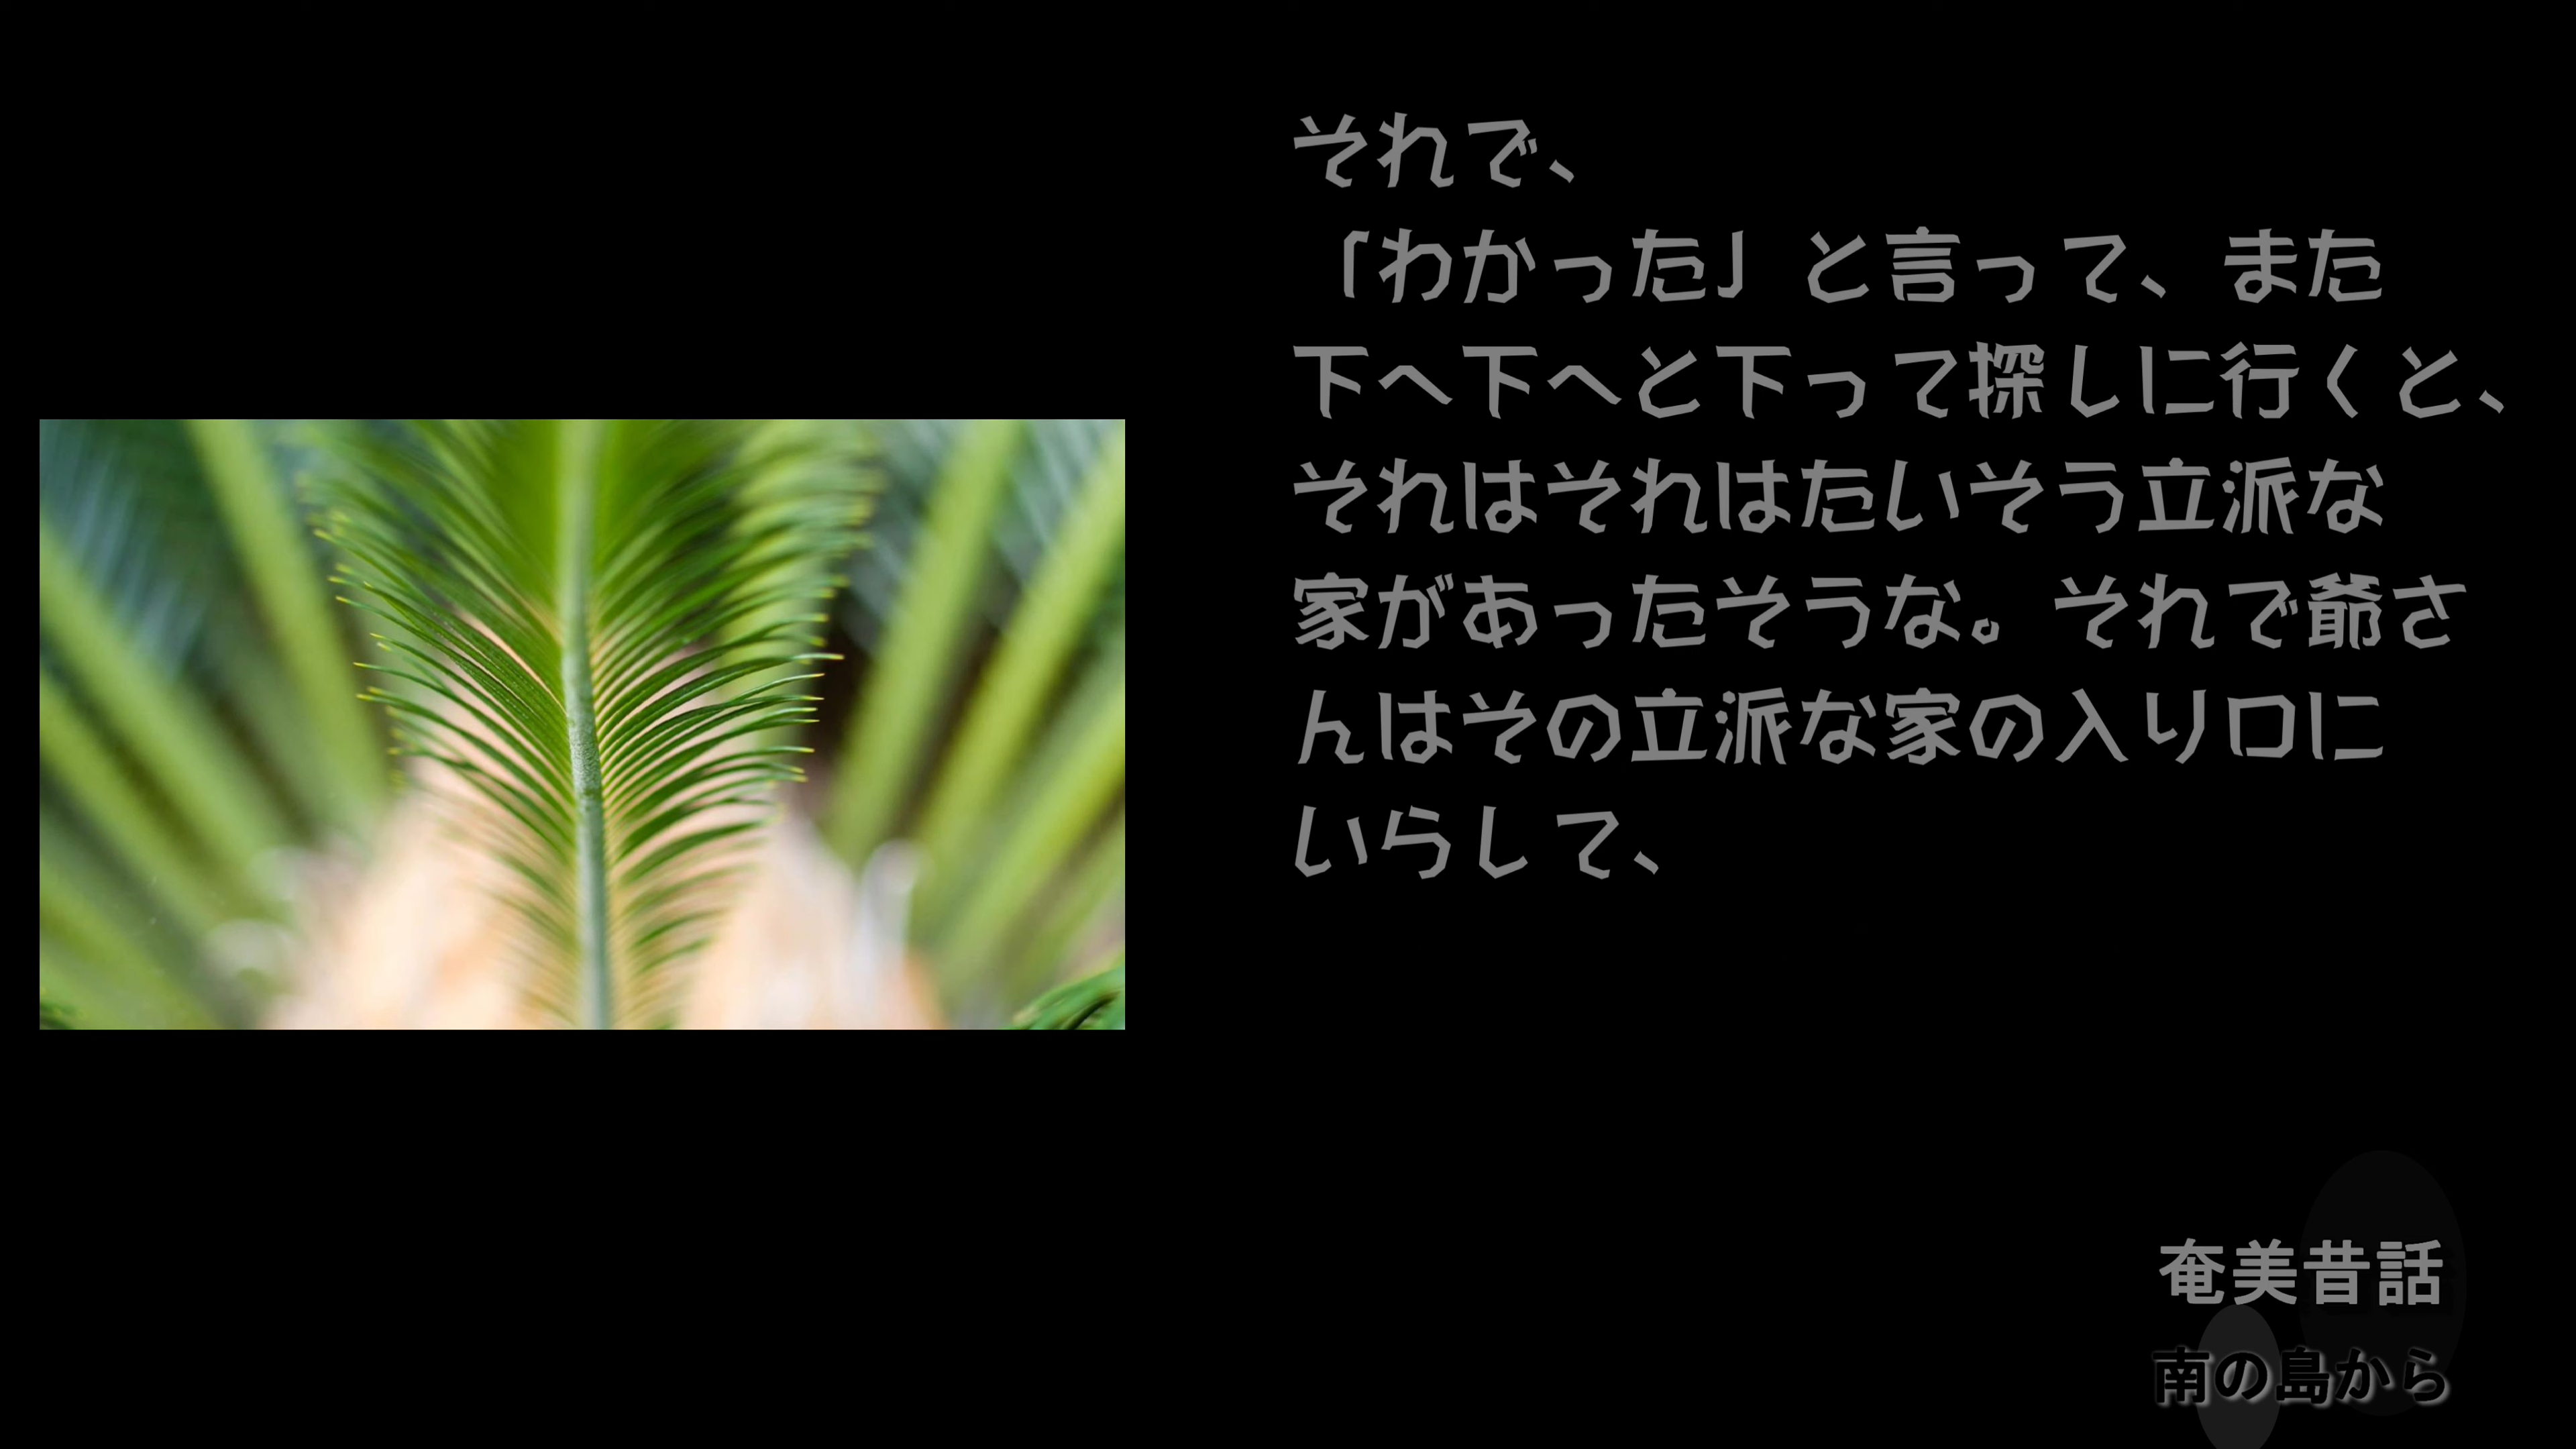 それで、
「わかった」と言って、また
下へ下へと下って探しに行くと、
それはそれはたいそう立派な
家があったそうな。それで爺さ
んはその立派な家の入り口に
いらして、
奄美昔話
南の島から